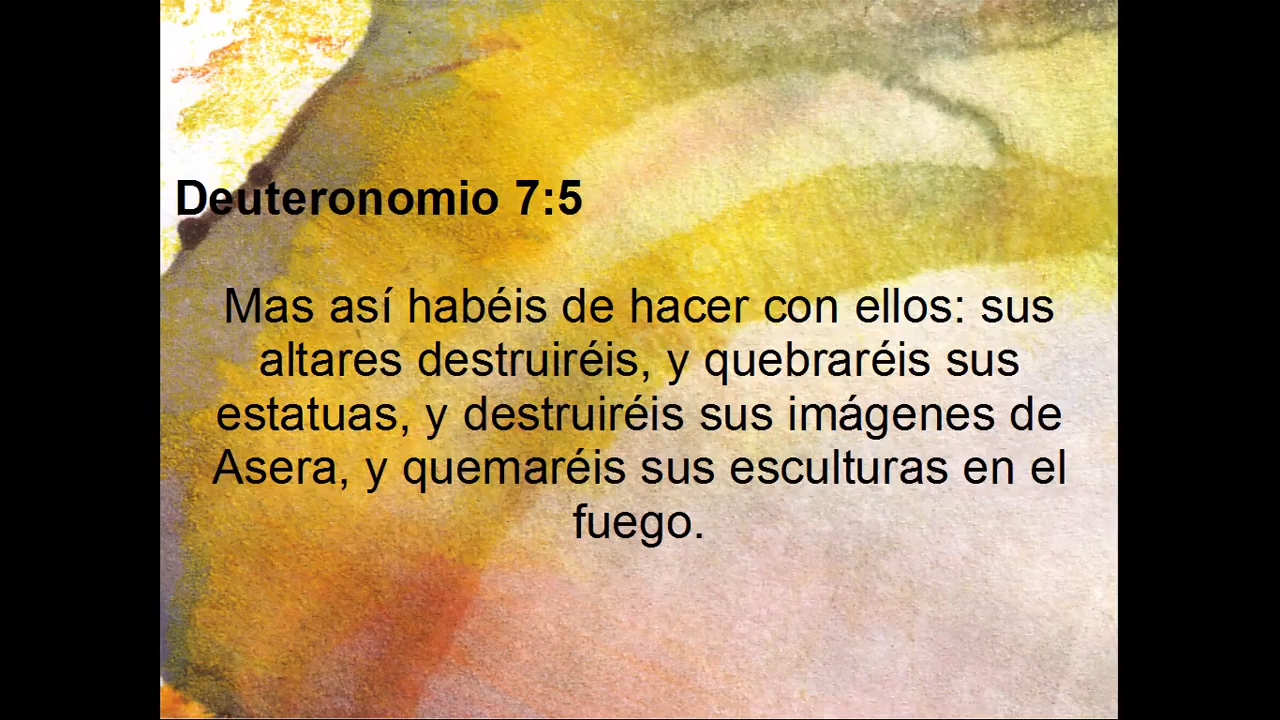 Deuteronomio 7:5
Mas así habéis de hacer con ellos: sus
altares destruiréis, y quebraréis sus
estatuas, y destruiréis sus imágenes de
Asera, y quemaréis sus esculturas en el
fuego.